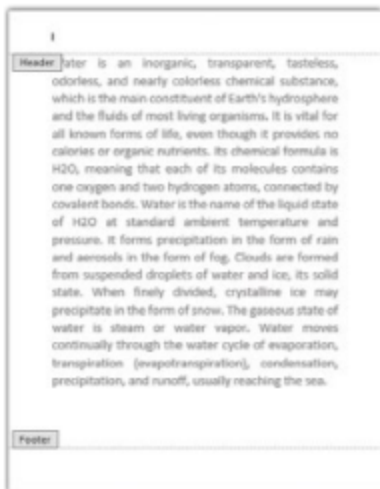 Header
Water is an inorganic, transparent, tasteless,
odorless, and nearly colorless chemical substance,
which is the main constituent of Earth's hydrosphere
and the fluids of most living organisms. It is vital for
all known forms of life, even though it provides no
calories or organic nutrients. Its chemical formula is
H2O, meaning that each of its molecules contains
one oxygen and two hydrogen atoms, connected by
covalent bonds. Water is the name of the liquid state
of H2O at standard ambient temperature and
pressure. It forms precipitation in the form of rain
and aerosols in the form of fog. Clouds are formed
from suspended droplets of water and ice, its solid
state. When finely divided, crystalline ice may
precipitate in the form of snow. The gaseous state of
water is steam or water vapor. Water moves
continually through the water cycle of evaporation,
transpiration (evapotranspiration), condensation,
precipitation, and runoff, usually reaching the sea.
Footer